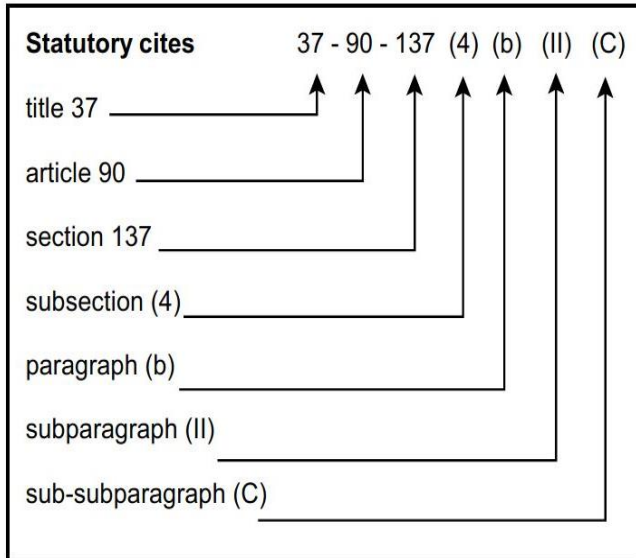 Statutory cites 37 - 90 - 137 (4) (b) (II) (C)
title 37
article 90
section 137
subsection (4)
paragraph (b)
subparagraph (II)
sub-subparagraph (C)